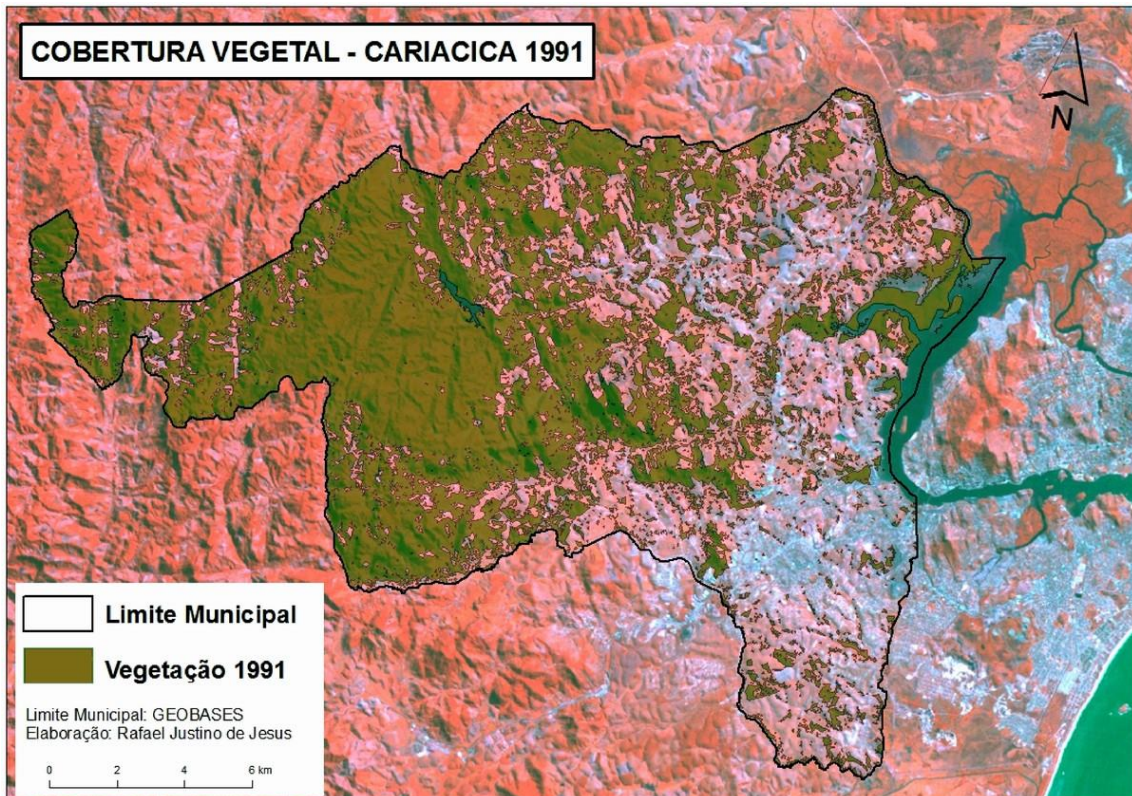 COBERTURA VEGETAL - CARIACICA 1991
N
Limite Municipal
Vegetação 1991
Limite Municipal: GEOBASES
Elaboração: Rafael Justino de Jesus
0 2 4 6 km